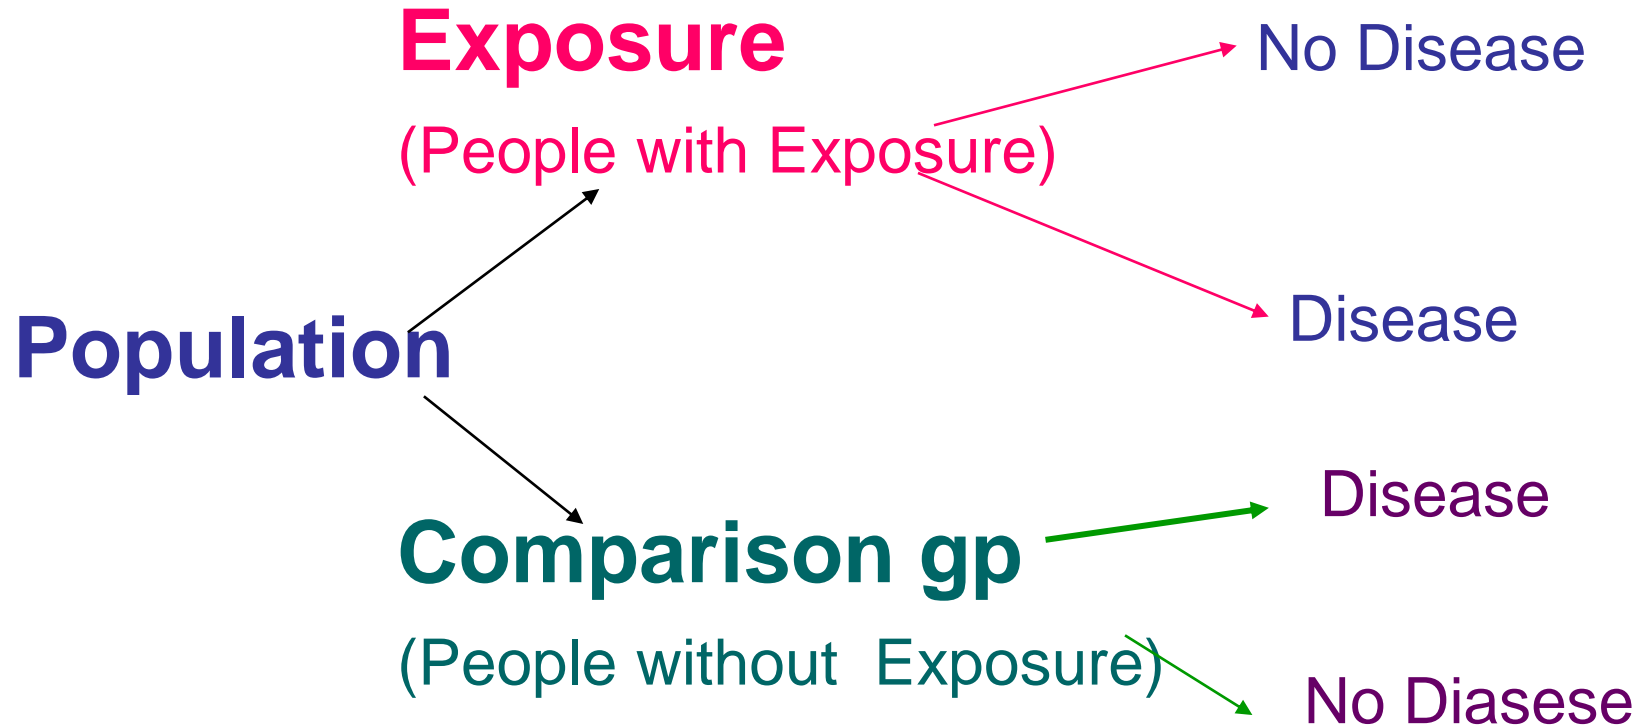 Exposure
(People with Exposure)
No Disease
Disease
Population
Comparison gp
(People without  Exposure)
Disease
No Diasese